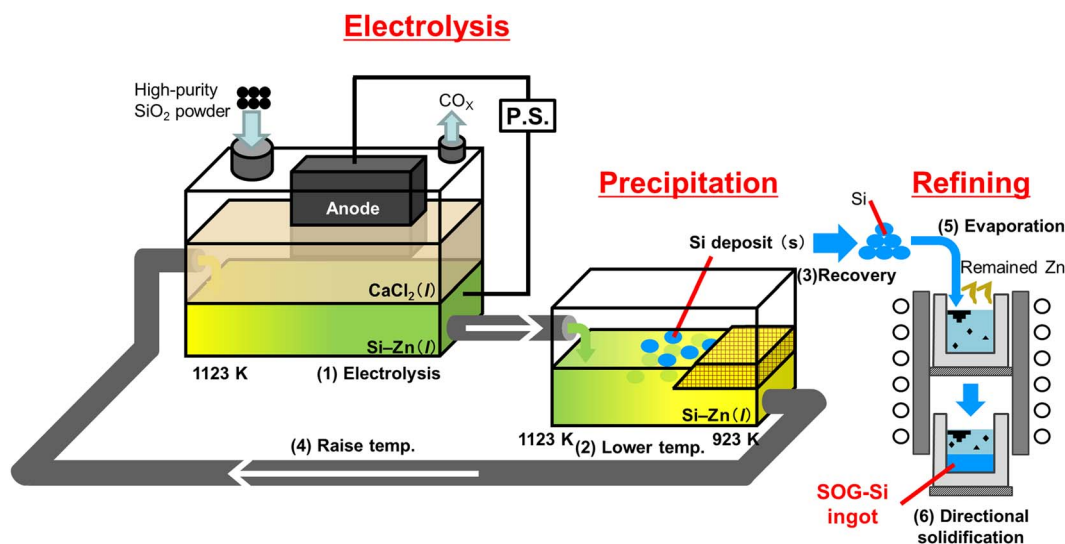 Electrolysis
High-purity
SiO₂ powder
COₓ
P.S.
Anode
CaCl₂(l)
Si–Zn(l)
1123 K
(1) Electrolysis
Precipitation
Si deposit (s)
(3)Recovery
Si–Zn(l)
1123 K
(2) Lower temp.
923 K
(4) Raise temp.
Refining
Si
(5) Evaporation
Remained Zn
SOG-Si
ingot
(6) Directional
solidification